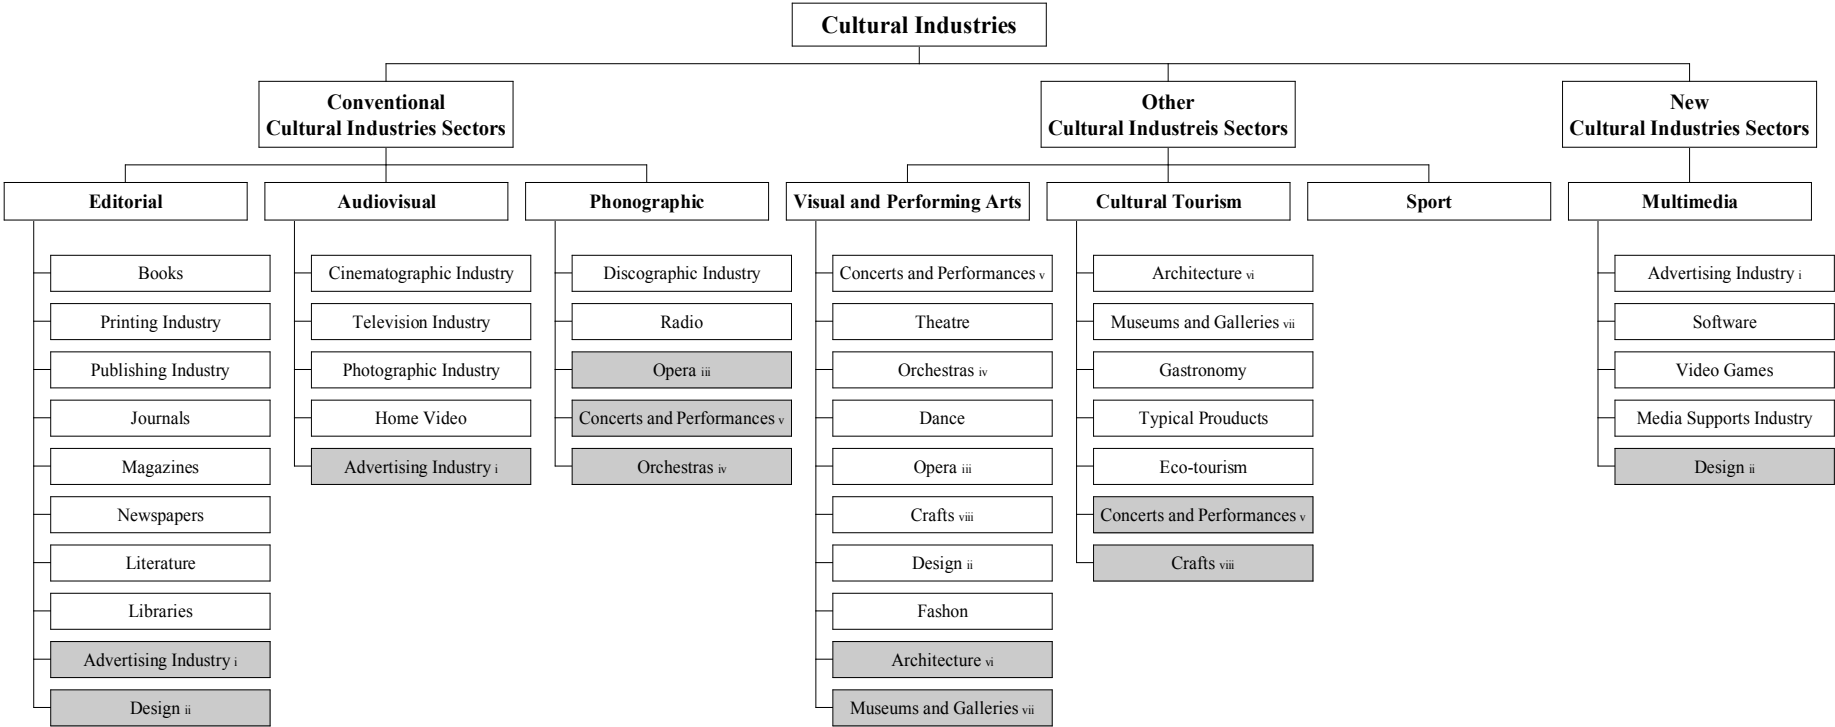 Cultural Industries
Conventional
Cultural Industries Sectors
Other
Cultural Industreis Sectors
New
Cultural Industries Sectors
Editorial
Audiovisual
Phonographic
Visual and Performing Arts
Cultural Tourism
Sport
Multimedia
Books
Printing Industry
Publishing Industry
Journals
Magazines
Newspapers
Literature
Libraries
Advertising Industry i
Design ii
Cinematographic Industry
Television Industry
Photographic Industry
Home Video
Advertising Industry i
Discographic Industry
Radio
Opera iii
Concerts and Performances v
Orchestras iv
Concerts and Performances v
Theatre
Orchestras iv
Dance
Opera iii
Crafts viii
Design ii
Fashon
Architecture vi
Museums and Galleries vii
Architecture vi
Museums and Galleries vii
Gastronomy
Typical Prouducts
Eco-tourism
Concerts and Performances v
Crafts viii
Advertising Industry i
Software
Video Games
Media Supports Industry
Design ii